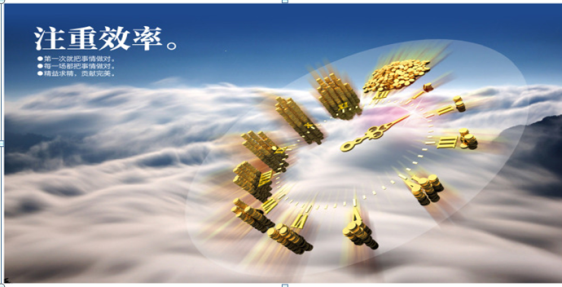 注重效率。
●第一次就把事情做对。
●每一场都把事情做对。
●精益求精，贡献完美。